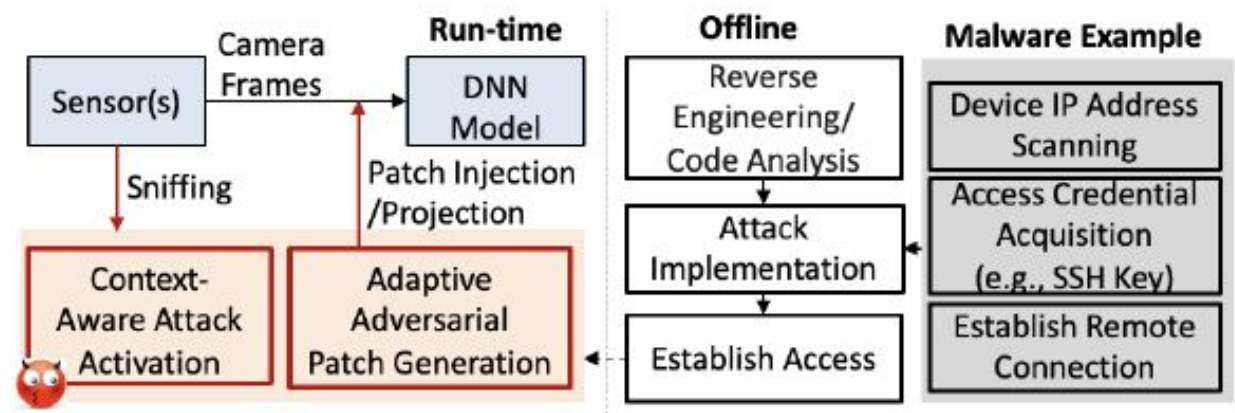 Run-time
Camera
Frames
Sensor(s)
DNN
Model
Sniffing
Patch Injection
/Projection
Context-
Aware Attack
Activation
Adaptive
Adversarial
Patch Generation
Offline
Reverse
Engineering/
Code Analysis
Attack
Implementation
Establish Access
Malware Example
Device IP Address
Scanning
Access Credential
Acquisition
(e.g., SSH Key)
Establish Remote
Connection